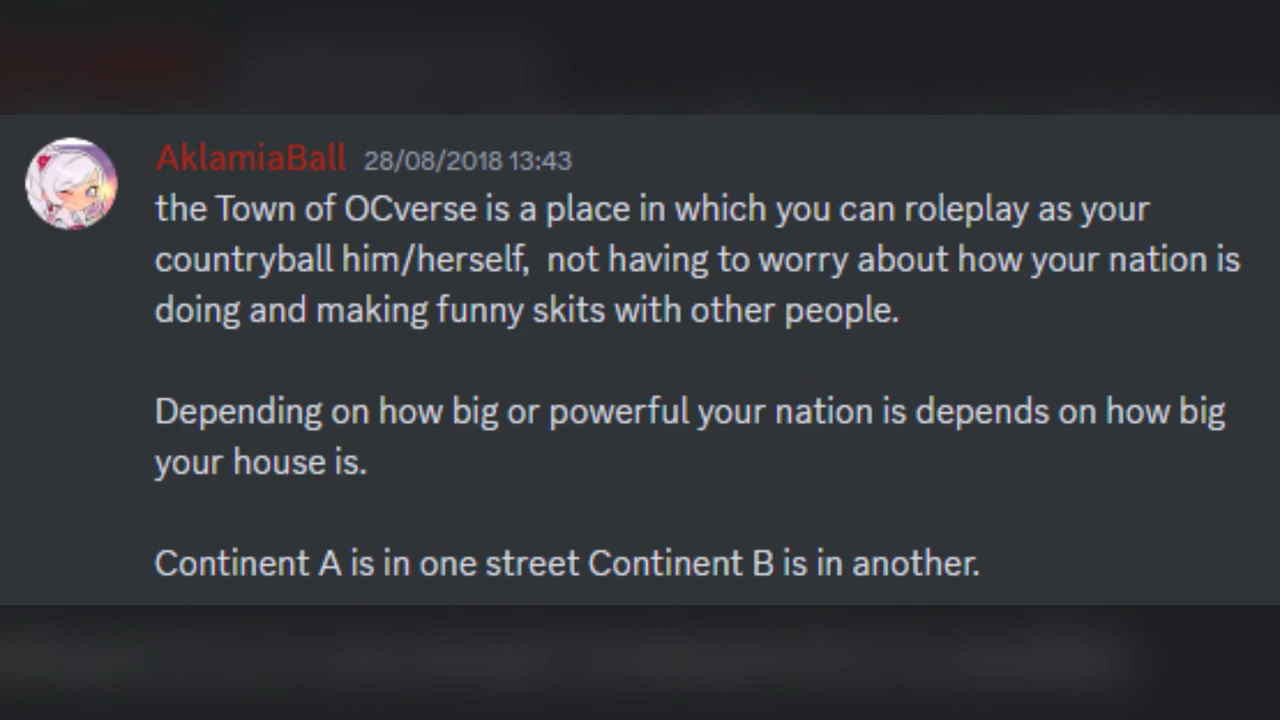 AklamiaBall 28/08/2018 13:43
the Town of OCverse is a place in which you can roleplay as your
countryball him/herself,  not having to worry about how your nation is
doing and making funny skits with other people.
Depending on how big or powerful your nation is depends on how big
your house is.
Continent A is in one street Continent B is in another.